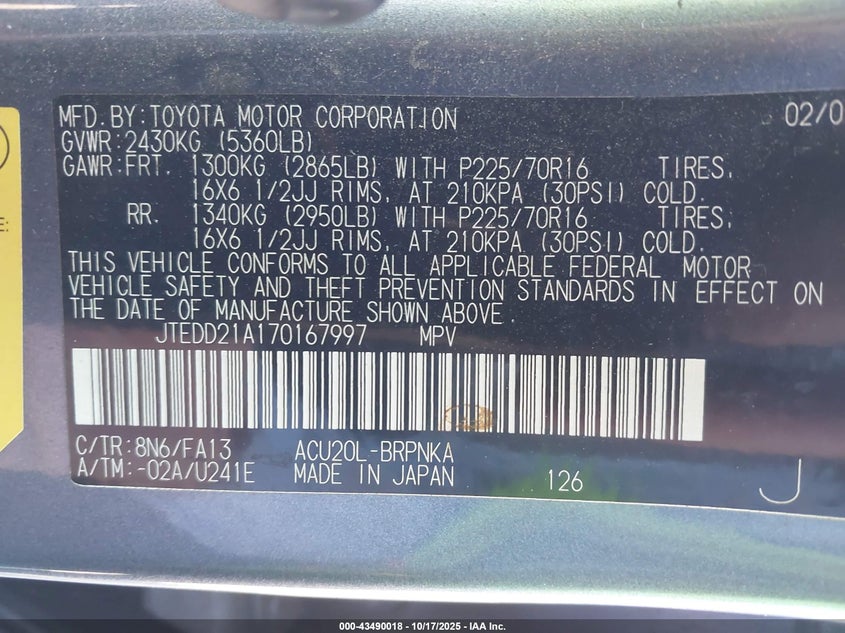 MFD.BY:TOYOTA MOTOR CORPORATION 02/0
GVWR:2430KG (5360LB)
GAWR:FRT. 1300KG (2865LB) WITH P225/70R16 TIRES,
16X6 1/2JJ RIMS, AT 210KPA (30PSI) COLD.
RR. 1340KG (2950LB) WITH P225/70R16 TIRES,
16X6 1/2JJ RIMS, AT 210KPA (30PSI) COLD.
THIS VEHICLE CONFORMS TO ALL APPLICABLE FEDERAL MOTOR
VEHICLE SAFETY AND THEFT PREVENTION STANDARDS IN EFFECT ON
THE DATE OF MANUFACTURE SHOWN ABOVE.
JTEDD21A170167997 MPV
C/TR:8N6/FA13 ACU20L-BRPNKA
A/TM:-02A/U241E MADE IN JAPAN 126 J
E:
000-43490018 - 10/17/2025 - IAA Inc.